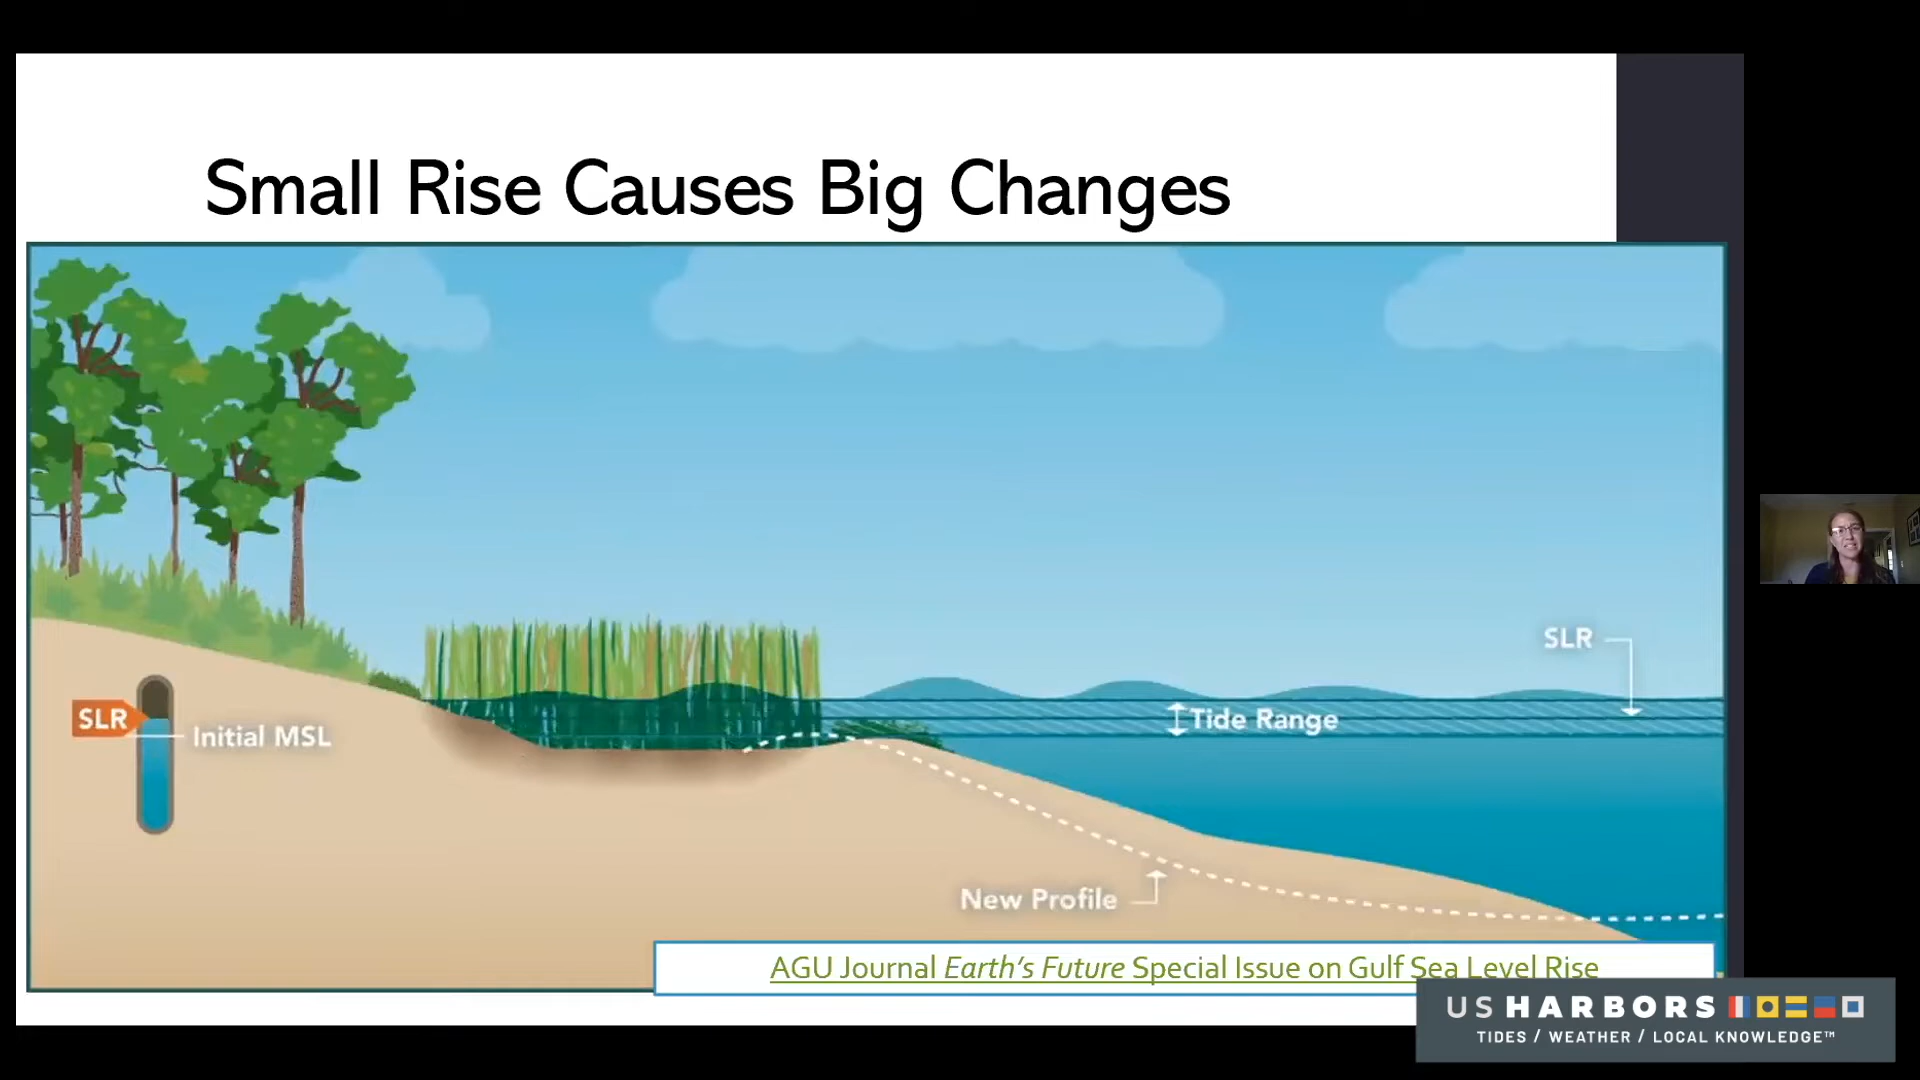 Small Rise Causes Big Changes
SLR
SLR
Initial MSL
Tide Range
New Profile
AGU Journal Earth's Future Special Issue on Gulf Sea Level Rise
US HARBORS
TIDES / WEATHER / LOCAL KNOWLEDGE™